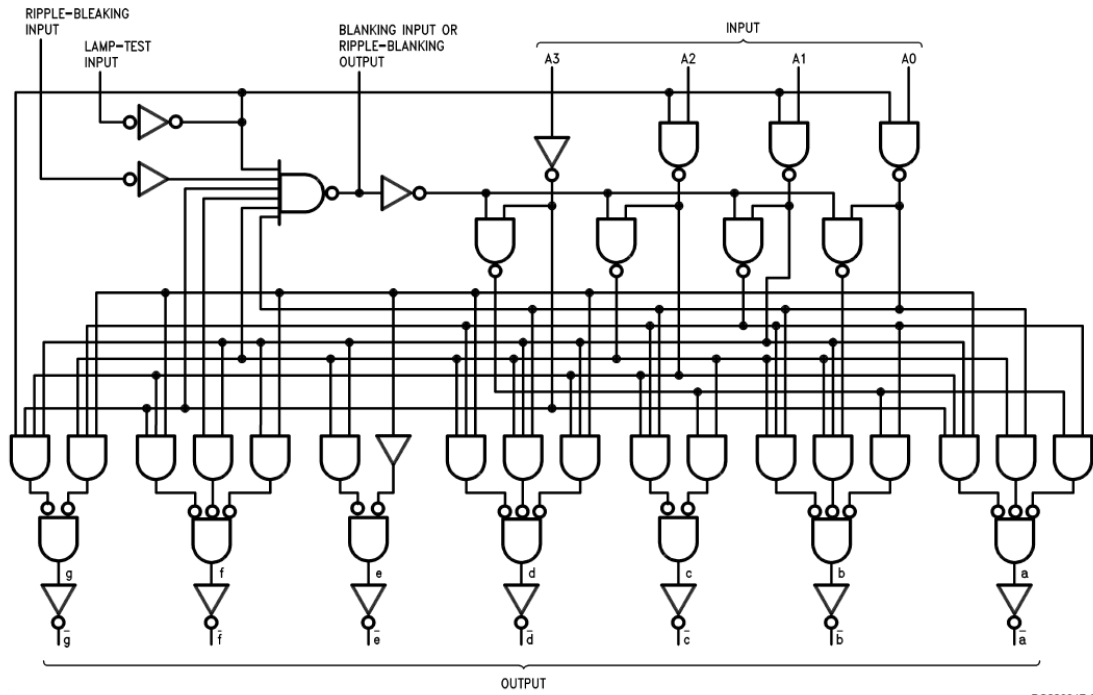 RIPPLE-BLEAKING
INPUT
LAMP-TEST
INPUT
BLANKING INPUT OR
RIPPLE-BLANKING
OUTPUT
INPUT
A3
A2
A1
A0
g
f
e
d
c
b
a
g̅
f̅
e̅
d̅
c̅
b̅
a̅
OUTPUT